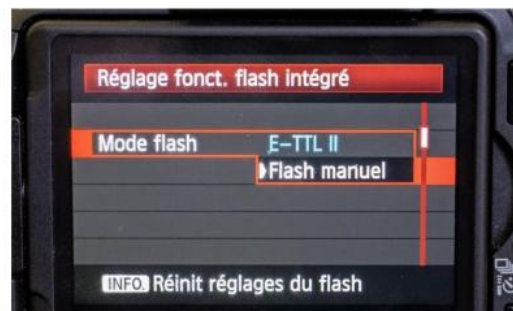 Réglage fonct. flash intégré
Mode flash E-TTL II
Flash manuel
INFO. Réinit réglages du flash